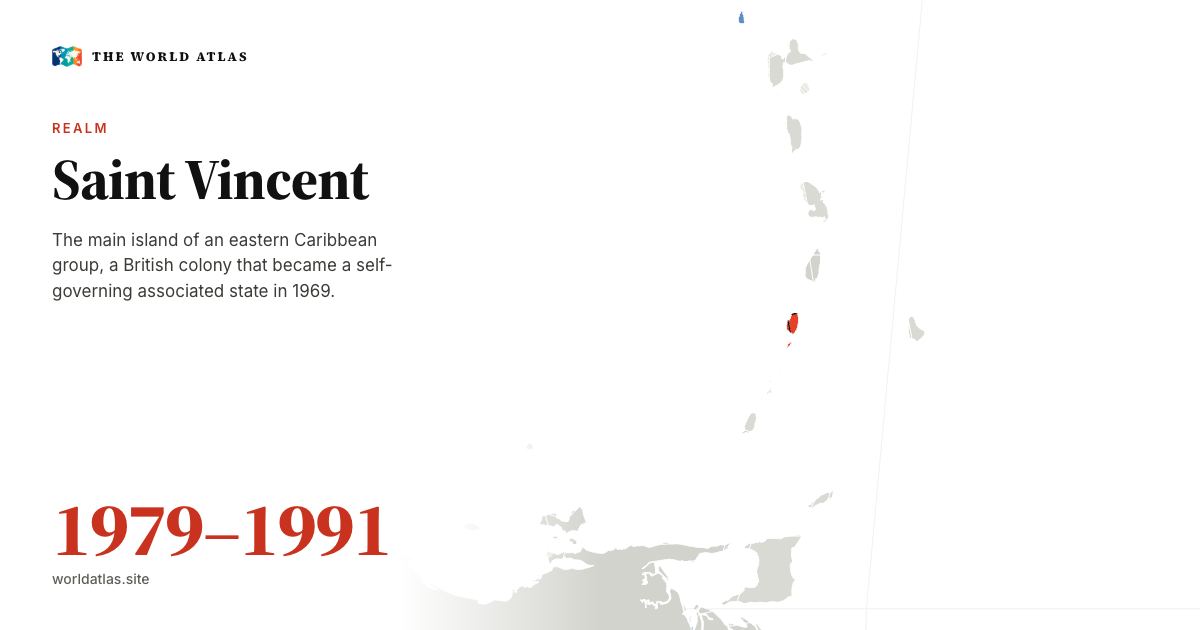 THE WORLD ATLAS
REALM
Saint Vincent
The main island of an eastern Caribbean
group, a British colony that became a self-
governing associated state in 1969.
1979–1991
worldatlas.site